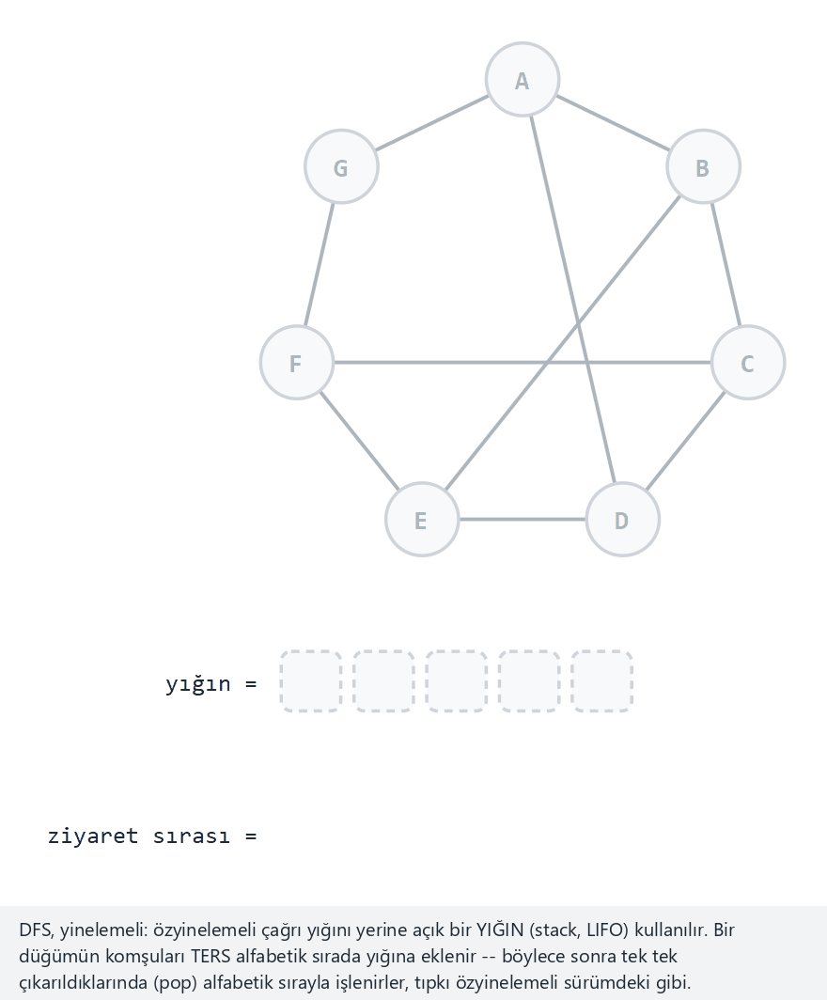 A
G
B
F
C
E
D
yığın =
ziyaret sırası =
DFS, yinelemeli: özyinelemeli çağrı yığını yerine açık bir YIĞIN (stack, LIFO) kullanılır. Bir
düğümün komşuları TERS alfabetik sırada yığına eklenir -- böylece sonra tek tek
çıkarıldıklarında (pop) alfabetik sırayla işlenirler, tıpkı özyinelemeli sürümdeki gibi.